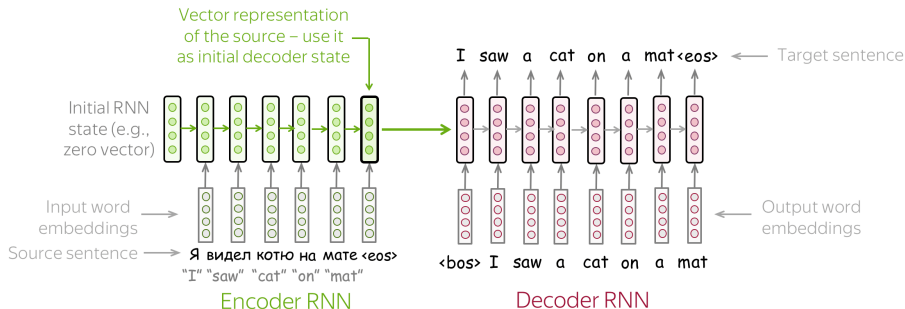 Vector representation
of the source – use it
as initial decoder state
I saw a cat on a mat <eos>
Target sentence
Initial RNN
state (e.g.,
zero vector)
Input word
embeddings
Output word
embeddings
Source sentence
Я видел котю на мате <eos>
"I" "saw" "cat" "on" "mat"
<bos> I saw a cat on a mat
Encoder RNN
Decoder RNN